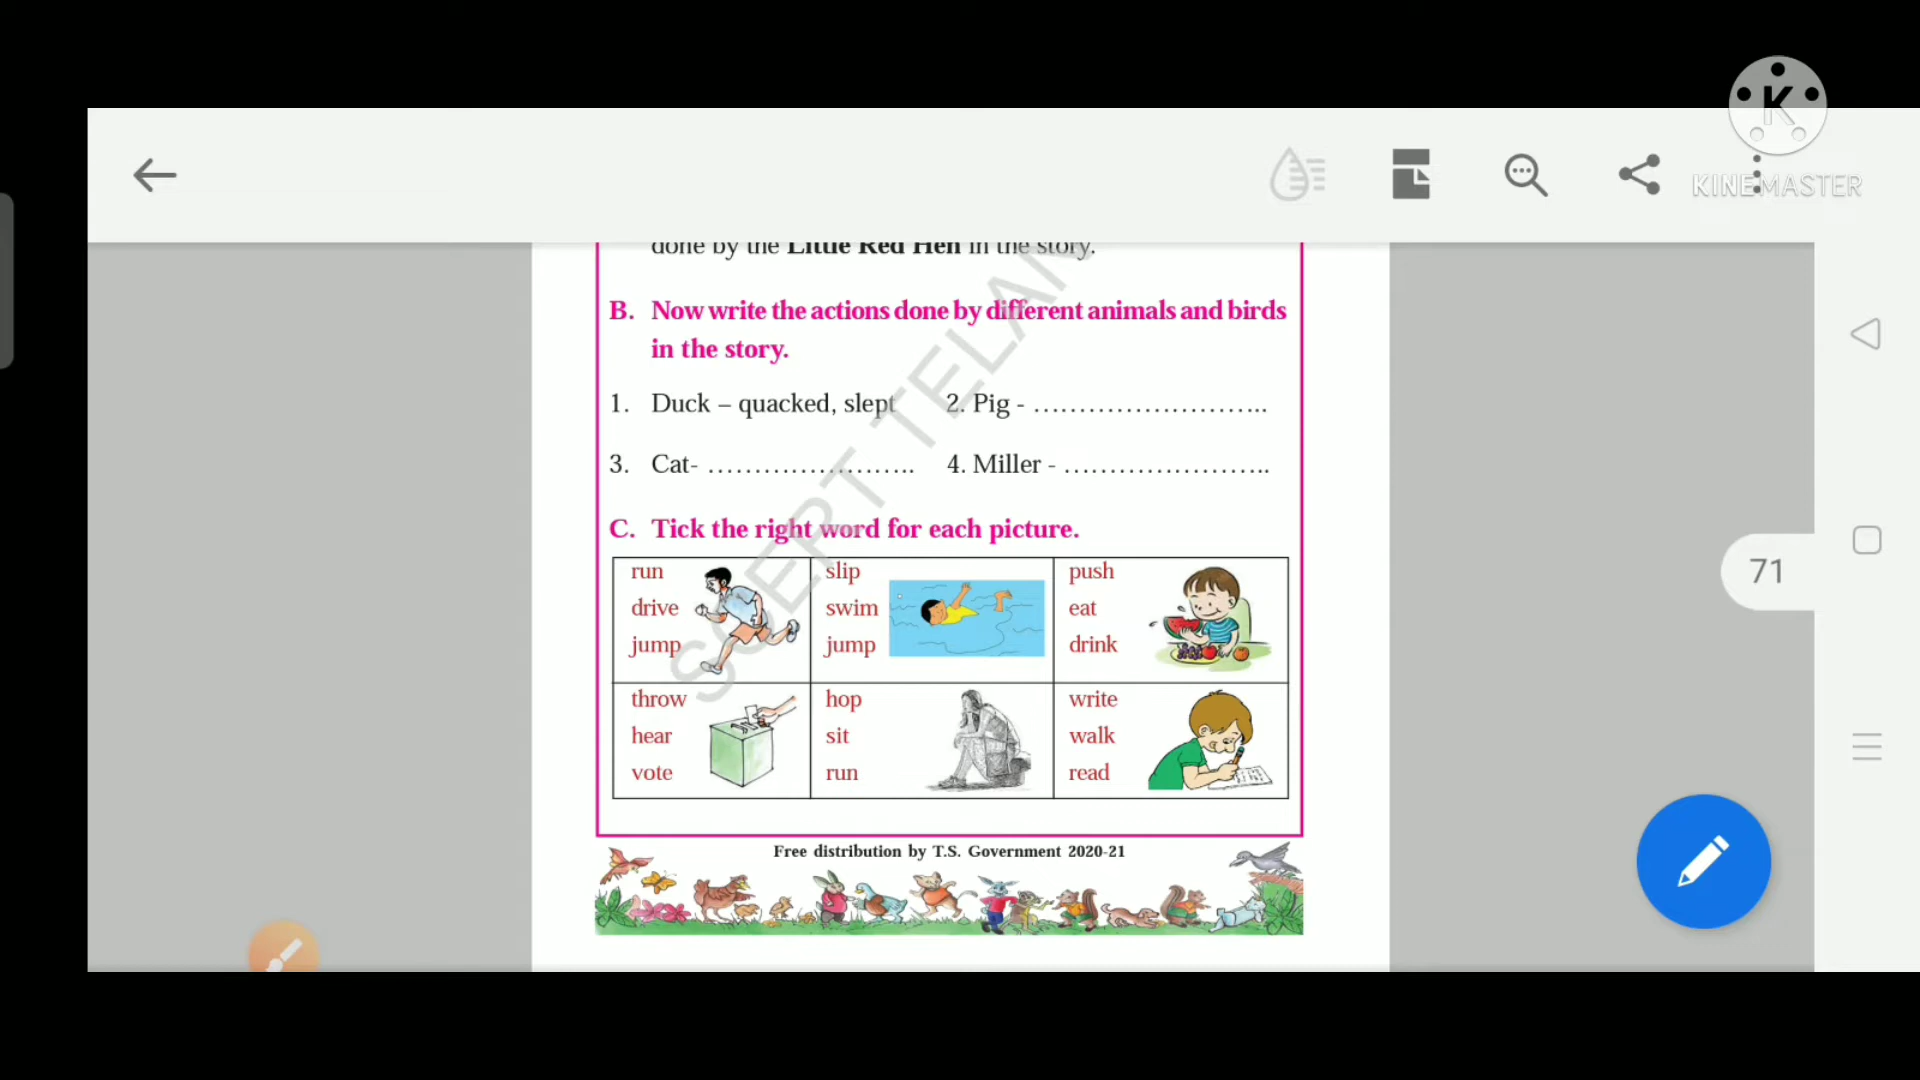 K
KINEMASTER
done by the Little Red Hen in the story.
B. Now write the actions done by different animals and birds
in the story.
1. Duck – quacked, slept 2. Pig - ……………………..
3. Cat- ………………….. 4. Miller - …………………..
C. Tick the right word for each picture.
run
drive
jump
slip
swim
jump
push
eat
drink
throw
hear
vote
hop
sit
run
write
walk
read
SCERT TELAN
71
Free distribution by T.S. Government 2020-21